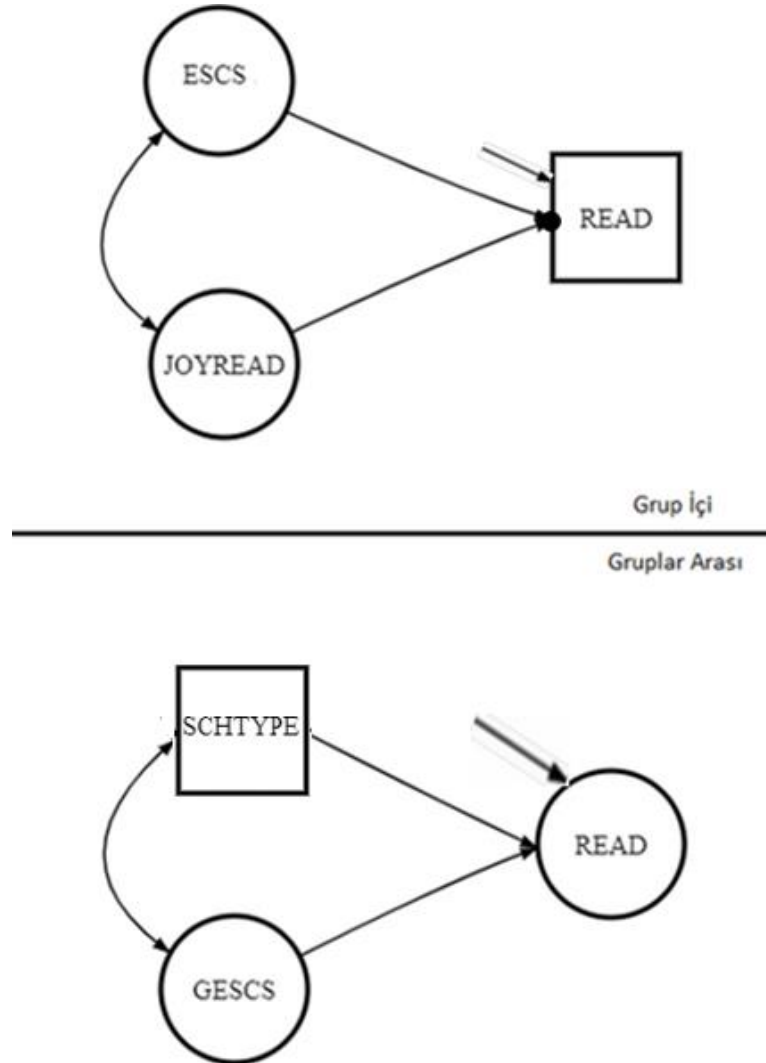 ESCS
READ
JOYREAD
Grup İçi
Gruplar Arası
SCHTYPE
READ
GESCS